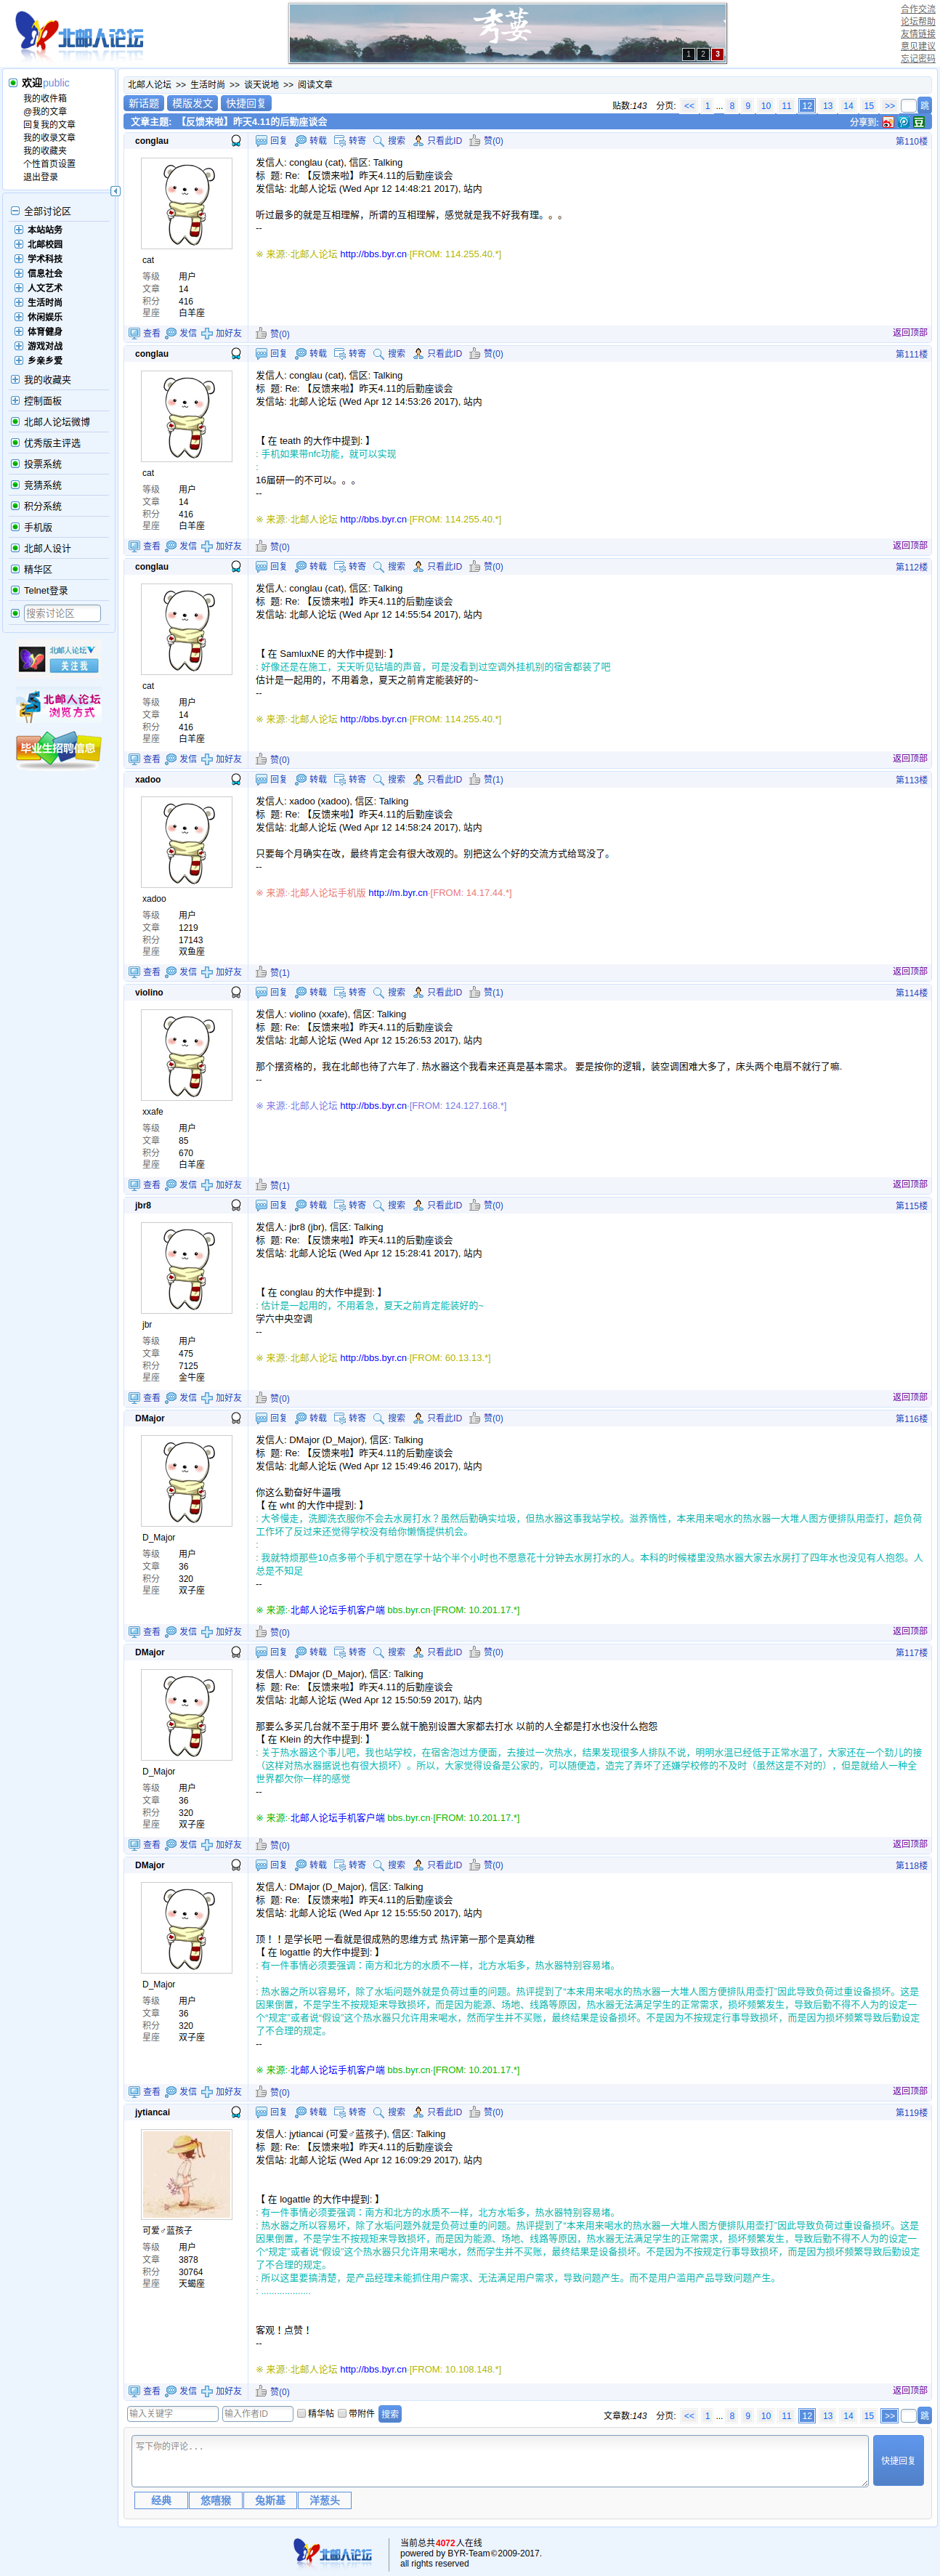 北邮人论坛
李荽
1 2 3
合作交流
论坛帮助
友情链接
意见建议
忘记密码
欢迎public
我的收件箱
@我的文章
回复我的文章
我的收录文章
我的收藏夹
个性首页设置
退出登录
全部讨论区
本站站务
北邮校园
学术科技
信息社会
人文艺术
生活时尚
休闲娱乐
体育健身
游戏对战
乡亲乡爱
我的收藏夹
控制面板
北邮人论坛微博
优秀版主评选
投票系统
竞猜系统
积分系统
手机版
北邮人设计
精华区
Telnet登录
搜索讨论区
北邮人论坛
关注我
北邮人论坛
浏览方式
毕业生招聘信息
北邮人论坛 >> 生活时尚 >> 谈天说地 >> 阅读文章
新话题 模版发文 快捷回复
贴数:143 分页: << 1 ... 8 9 10 11 12 13 14 15 >> 跳
文章主题: 【反馈来啦】昨天4.11的后勤座谈会
分享到:
conglau 回复 转载 转寄 搜索 只看此ID 赞(0) 第110楼
发信人: conglau (cat), 信区: Talking
标 题: Re: 【反馈来啦】昨天4.11的后勤座谈会
发信站: 北邮人论坛 (Wed Apr 12 14:48:21 2017), 站内
听过最多的就是互相理解，所谓的互相理解，感觉就是我不好我有理。。。
--
※ 来源:·北邮人论坛 http://bbs.byr.cn·[FROM: 114.255.40.*]
cat
等级 用户
文章 14
积分 416
星座 白羊座
查看 发信 加好友 赞(0) 返回顶部
conglau 回复 转载 转寄 搜索 只看此ID 赞(0) 第111楼
发信人: conglau (cat), 信区: Talking
标 题: Re: 【反馈来啦】昨天4.11的后勤座谈会
发信站: 北邮人论坛 (Wed Apr 12 14:53:26 2017), 站内
【 在 teath 的大作中提到: 】
: 手机如果带nfc功能，就可以实现
:
16届研一的不可以。。。
--
※ 来源:·北邮人论坛 http://bbs.byr.cn·[FROM: 114.255.40.*]
cat
等级 用户
文章 14
积分 416
星座 白羊座
查看 发信 加好友 赞(0) 返回顶部
conglau 回复 转载 转寄 搜索 只看此ID 赞(0) 第112楼
发信人: conglau (cat), 信区: Talking
标 题: Re: 【反馈来啦】昨天4.11的后勤座谈会
发信站: 北邮人论坛 (Wed Apr 12 14:55:54 2017), 站内
【 在 SamluxNE 的大作中提到: 】
: 好像还是在施工，天天听见钻墙的声音，可是没看到过空调外挂机别的宿舍都装了吧
估计是一起用的，不用着急，夏天之前肯定能装好的~
--
※ 来源:·北邮人论坛 http://bbs.byr.cn·[FROM: 114.255.40.*]
cat
等级 用户
文章 14
积分 416
星座 白羊座
查看 发信 加好友 赞(0) 返回顶部
xadoo 回复 转载 转寄 搜索 只看此ID 赞(1) 第113楼
发信人: xadoo (xadoo), 信区: Talking
标 题: Re: 【反馈来啦】昨天4.11的后勤座谈会
发信站: 北邮人论坛 (Wed Apr 12 14:58:24 2017), 站内
只要每个月确实在改，最终肯定会有很大改观的。别把这么个好的交流方式给骂没了。
--
※ 来源:·北邮人论坛手机版 http://m.byr.cn·[FROM: 14.17.44.*]
xadoo
等级 用户
文章 1219
积分 17143
星座 双鱼座
查看 发信 加好友 赞(1) 返回顶部
violino 回复 转载 转寄 搜索 只看此ID 赞(1) 第114楼
发信人: violino (xxafe), 信区: Talking
标 题: Re: 【反馈来啦】昨天4.11的后勤座谈会
发信站: 北邮人论坛 (Wed Apr 12 15:26:53 2017), 站内
那个摆资格的，我在北邮也待了六年了. 热水器这个我看来还真是基本需求。 要是按你的逻辑，装空调困难大多了，床头两个电扇不就行了嘛.
--
※ 来源:·北邮人论坛 http://bbs.byr.cn·[FROM: 124.127.168.*]
xxafe
等级 用户
文章 85
积分 670
星座 白羊座
查看 发信 加好友 赞(1) 返回顶部
jbr8 回复 转载 转寄 搜索 只看此ID 赞(0) 第115楼
发信人: jbr8 (jbr), 信区: Talking
标 题: Re: 【反馈来啦】昨天4.11的后勤座谈会
发信站: 北邮人论坛 (Wed Apr 12 15:28:41 2017), 站内
【 在 conglau 的大作中提到: 】
: 估计是一起用的，不用着急，夏天之前肯定能装好的~
学六中央空调
--
※ 来源:·北邮人论坛 http://bbs.byr.cn·[FROM: 60.13.13.*]
jbr
等级 用户
文章 475
积分 7125
星座 金牛座
查看 发信 加好友 赞(0) 返回顶部
DMajor 回复 转载 转寄 搜索 只看此ID 赞(0) 第116楼
发信人: DMajor (D_Major), 信区: Talking
标 题: Re: 【反馈来啦】昨天4.11的后勤座谈会
发信站: 北邮人论坛 (Wed Apr 12 15:49:46 2017), 站内
你这么勤奋好牛逼哦
【 在 wht 的大作中提到: 】
: 大爷慢走，洗脚洗衣服你不会去水房打水？虽然后勤确实垃圾，但热水器这事我站学校。滋养惰性，本来用来喝水的热水器一大堆人图方便排队用壶打，超负荷
工作坏了反过来还觉得学校没有给你懒惰提供机会。
:
: 我就特烦那些10点多带个手机宁愿在学十站个半个小时也不愿意花十分钟去水房打水的人。本科的时候楼里没热水器大家去水房打了四年水也没见有人抱怨。人
总是不知足
--
※ 来源:·北邮人论坛手机客户端 bbs.byr.cn·[FROM: 10.201.17.*]
D_Major
等级 用户
文章 36
积分 320
星座 双子座
查看 发信 加好友 赞(0) 返回顶部
DMajor 回复 转载 转寄 搜索 只看此ID 赞(0) 第117楼
发信人: DMajor (D_Major), 信区: Talking
标 题: Re: 【反馈来啦】昨天4.11的后勤座谈会
发信站: 北邮人论坛 (Wed Apr 12 15:50:59 2017), 站内
那要么多买几台就不至于用坏 要么就干脆别设置大家都去打水 以前的人全都是打水也没什么抱怨
【 在 Klein 的大作中提到: 】
: 关于热水器这个事儿吧，我也站学校，在宿舍泡过方便面，去接过一次热水，结果发现很多人排队不说，明明水温已经低于正常水温了，大家还在一个劲儿的接
（这样对热水器据说也有很大损坏）。所以，大家觉得设备是公家的，可以随便造，造完了弄坏了还嫌学校修的不及时（虽然这是不对的），但是就给人一种全
世界都欠你一样的感觉
--
※ 来源:·北邮人论坛手机客户端 bbs.byr.cn·[FROM: 10.201.17.*]
D_Major
等级 用户
文章 36
积分 320
星座 双子座
查看 发信 加好友 赞(0) 返回顶部
DMajor 回复 转载 转寄 搜索 只看此ID 赞(0) 第118楼
发信人: DMajor (D_Major), 信区: Talking
标 题: Re: 【反馈来啦】昨天4.11的后勤座谈会
发信站: 北邮人论坛 (Wed Apr 12 15:55:50 2017), 站内
顶！！是学长吧 一看就是很成熟的思维方式 热评第一那个是真幼稚
【 在 logattle 的大作中提到: 】
: 有一件事情必须要强调：南方和北方的水质不一样，北方水垢多，热水器特别容易堵。
:
: 热水器之所以容易坏，除了水垢问题外就是负荷过重的问题。热评提到了“本来用来喝水的热水器一大堆人图方便排队用壶打”因此导致负荷过重设备损坏。这是
因果倒置，不是学生不按规矩来导致损坏，而是因为能源、场地、线路等原因，热水器无法满足学生的正常需求，损坏频繁发生，导致后勤不得不人为的设定一
个“规定”或者说“假设”这个热水器只允许用来喝水，然而学生并不买账，最终结果是设备损坏。不是因为不按规定行事导致损坏，而是因为损坏频繁导致后勤设定
了不合理的规定。
--
※ 来源:·北邮人论坛手机客户端 bbs.byr.cn·[FROM: 10.201.17.*]
D_Major
等级 用户
文章 36
积分 320
星座 双子座
查看 发信 加好友 赞(0) 返回顶部
jytiancai 回复 转载 转寄 搜索 只看此ID 赞(0) 第119楼
发信人: jytiancai (可爱♂蓝孩子), 信区: Talking
标 题: Re: 【反馈来啦】昨天4.11的后勤座谈会
发信站: 北邮人论坛 (Wed Apr 12 16:09:29 2017), 站内
【 在 logattle 的大作中提到: 】
: 有一件事情必须要强调：南方和北方的水质不一样，北方水垢多，热水器特别容易堵。
: 热水器之所以容易坏，除了水垢问题外就是负荷过重的问题。热评提到了“本来用来喝水的热水器一大堆人图方便排队用壶打”因此导致负荷过重设备损坏。这是
因果倒置，不是学生不按规矩来导致损坏，而是因为能源、场地、线路等原因，热水器无法满足学生的正常需求，损坏频繁发生，导致后勤不得不人为的设定一
个“规定”或者说“假设”这个热水器只允许用来喝水，然而学生并不买账，最终结果是设备损坏。不是因为不按规定行事导致损坏，而是因为损坏频繁导致后勤设定
了不合理的规定。
: 所以这里要搞清楚，是产品经理未能抓住用户需求、无法满足用户需求，导致问题产生。而不是用户滥用产品导致问题产生。
: ...................
客观！点赞！
--
※ 来源:·北邮人论坛 http://bbs.byr.cn·[FROM: 10.108.148.*]
可爱♂蓝孩子
等级 用户
文章 3878
积分 30764
星座 天蝎座
查看 发信 加好友 赞(0) 返回顶部
输入关键字 输入作者ID 精华帖 带附件 搜索
文章数:143 分页: << 1 ... 8 9 10 11 12 13 14 15 >> 跳
写下你的评论...
快捷回复
经典 悠嘻猴 兔斯基 洋葱头
北邮人论坛
当前总共4072人在线
powered by BYR-Team©2009-2017.
all rights reserved